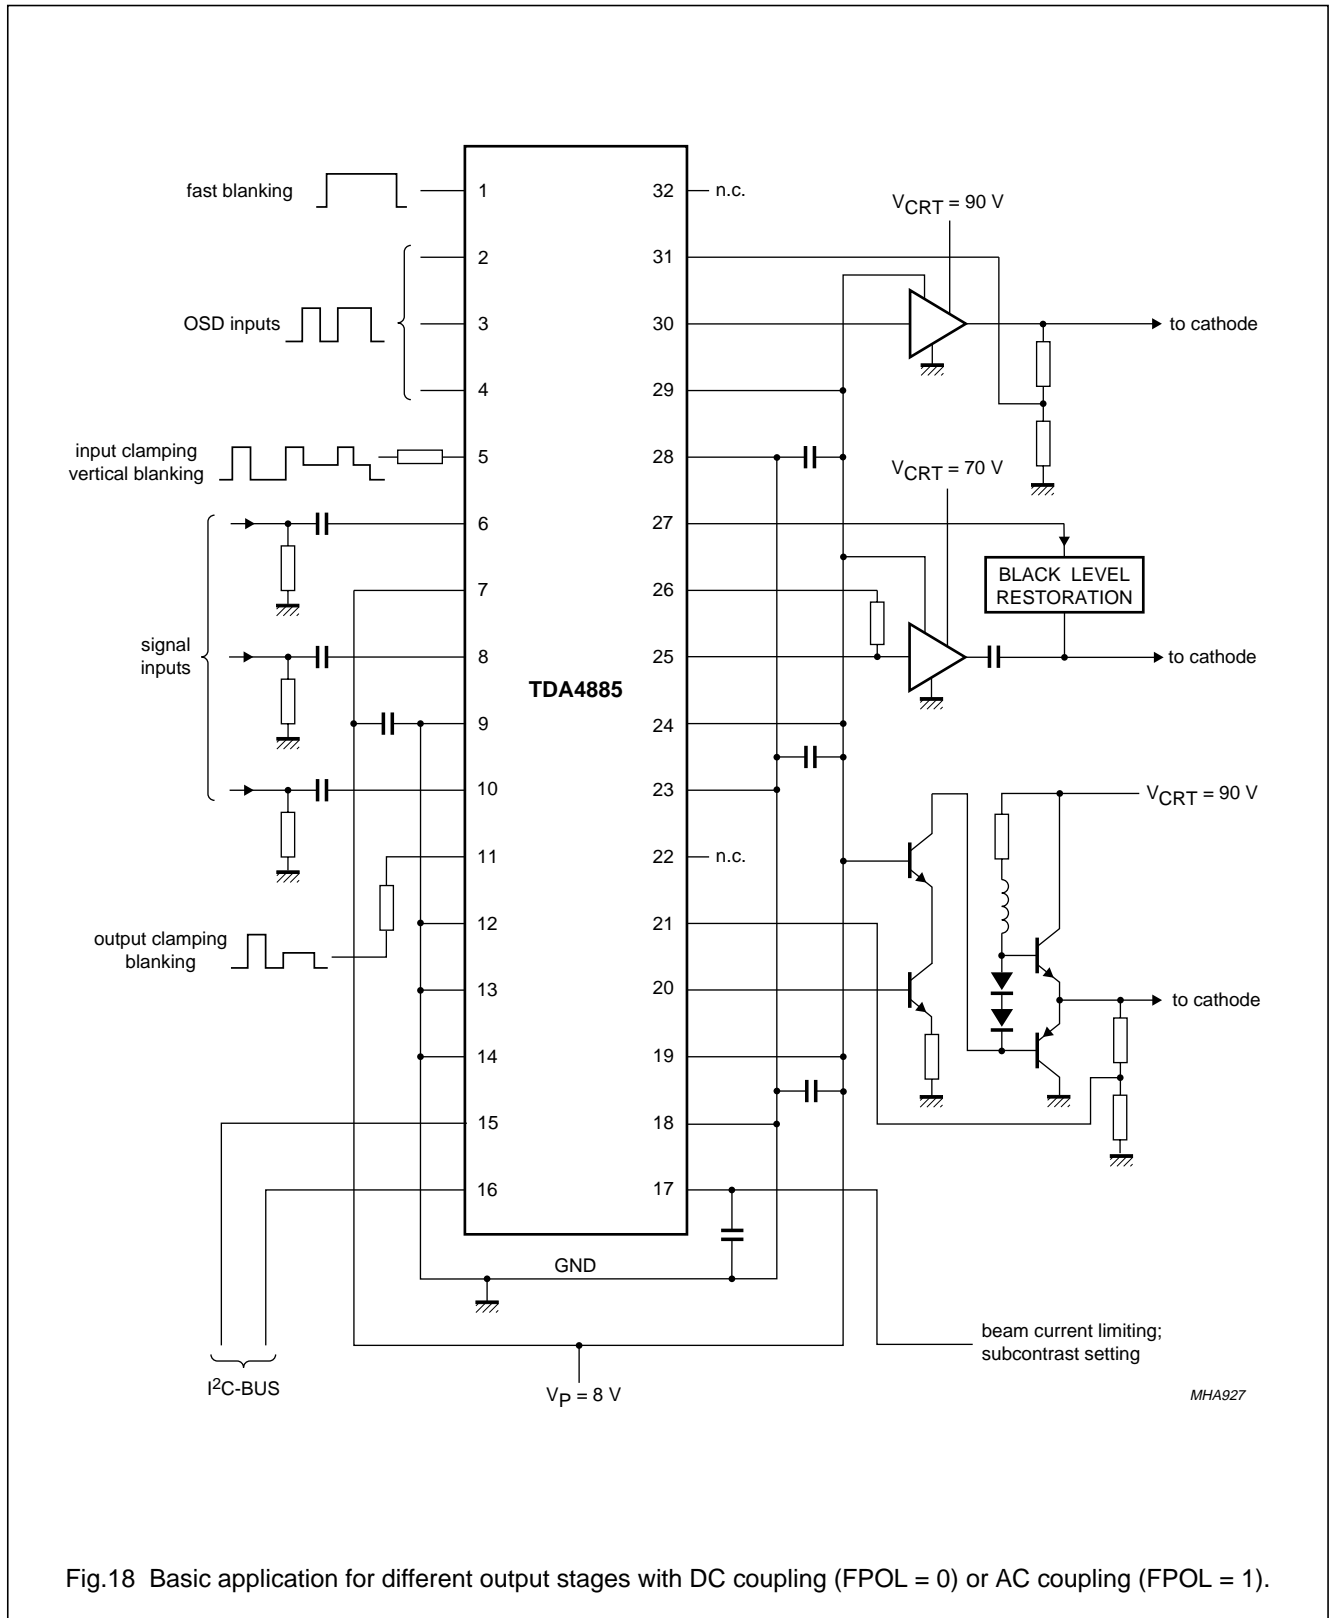 fast blanking
1
32
n.c.
VCRT = 90 V
2
31
OSD inputs
3
30
to cathode
4
29
input clamping
vertical blanking
5
28
VCRT = 70 V
6
27
BLACK LEVEL
RESTORATION
7
26
signal
inputs
8
25
to cathode
TDA4885
9
24
10
23
VCRT = 90 V
11
22
n.c.
output clamping
blanking
12
21
13
20
to cathode
14
19
15
18
16
17
GND
beam current limiting;
subcontrast setting
I2C-BUS
VP = 8 V
MHA927
Fig.18 Basic application for different output stages with DC coupling (FPOL = 0) or AC coupling (FPOL = 1).